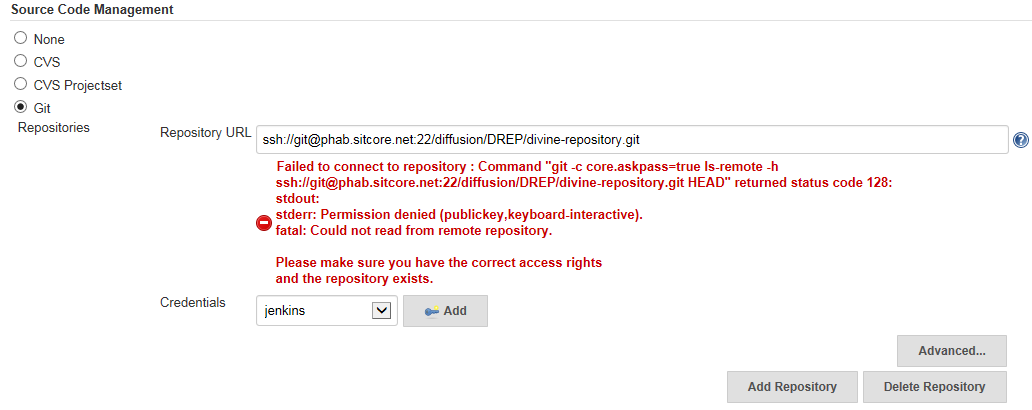 Source Code Management
None
CVS
CVS Projectset
Git
Repositories
Repository URL
ssh://git@phab.sitcore.net:22/diffusion/DREP/divine-repository.git
Failed to connect to repository : Command "git -c core.askpass=true ls-remote -h
ssh://git@phab.sitcore.net:22/diffusion/DREP/divine-repository.git HEAD" returned status code 128:
stdout:
stderr: Permission denied (publickey,keyboard-interactive).
fatal: Could not read from remote repository.
Please make sure you have the correct access rights
and the repository exists.
Credentials
jenkins
Add
Advanced...
Add Repository
Delete Repository